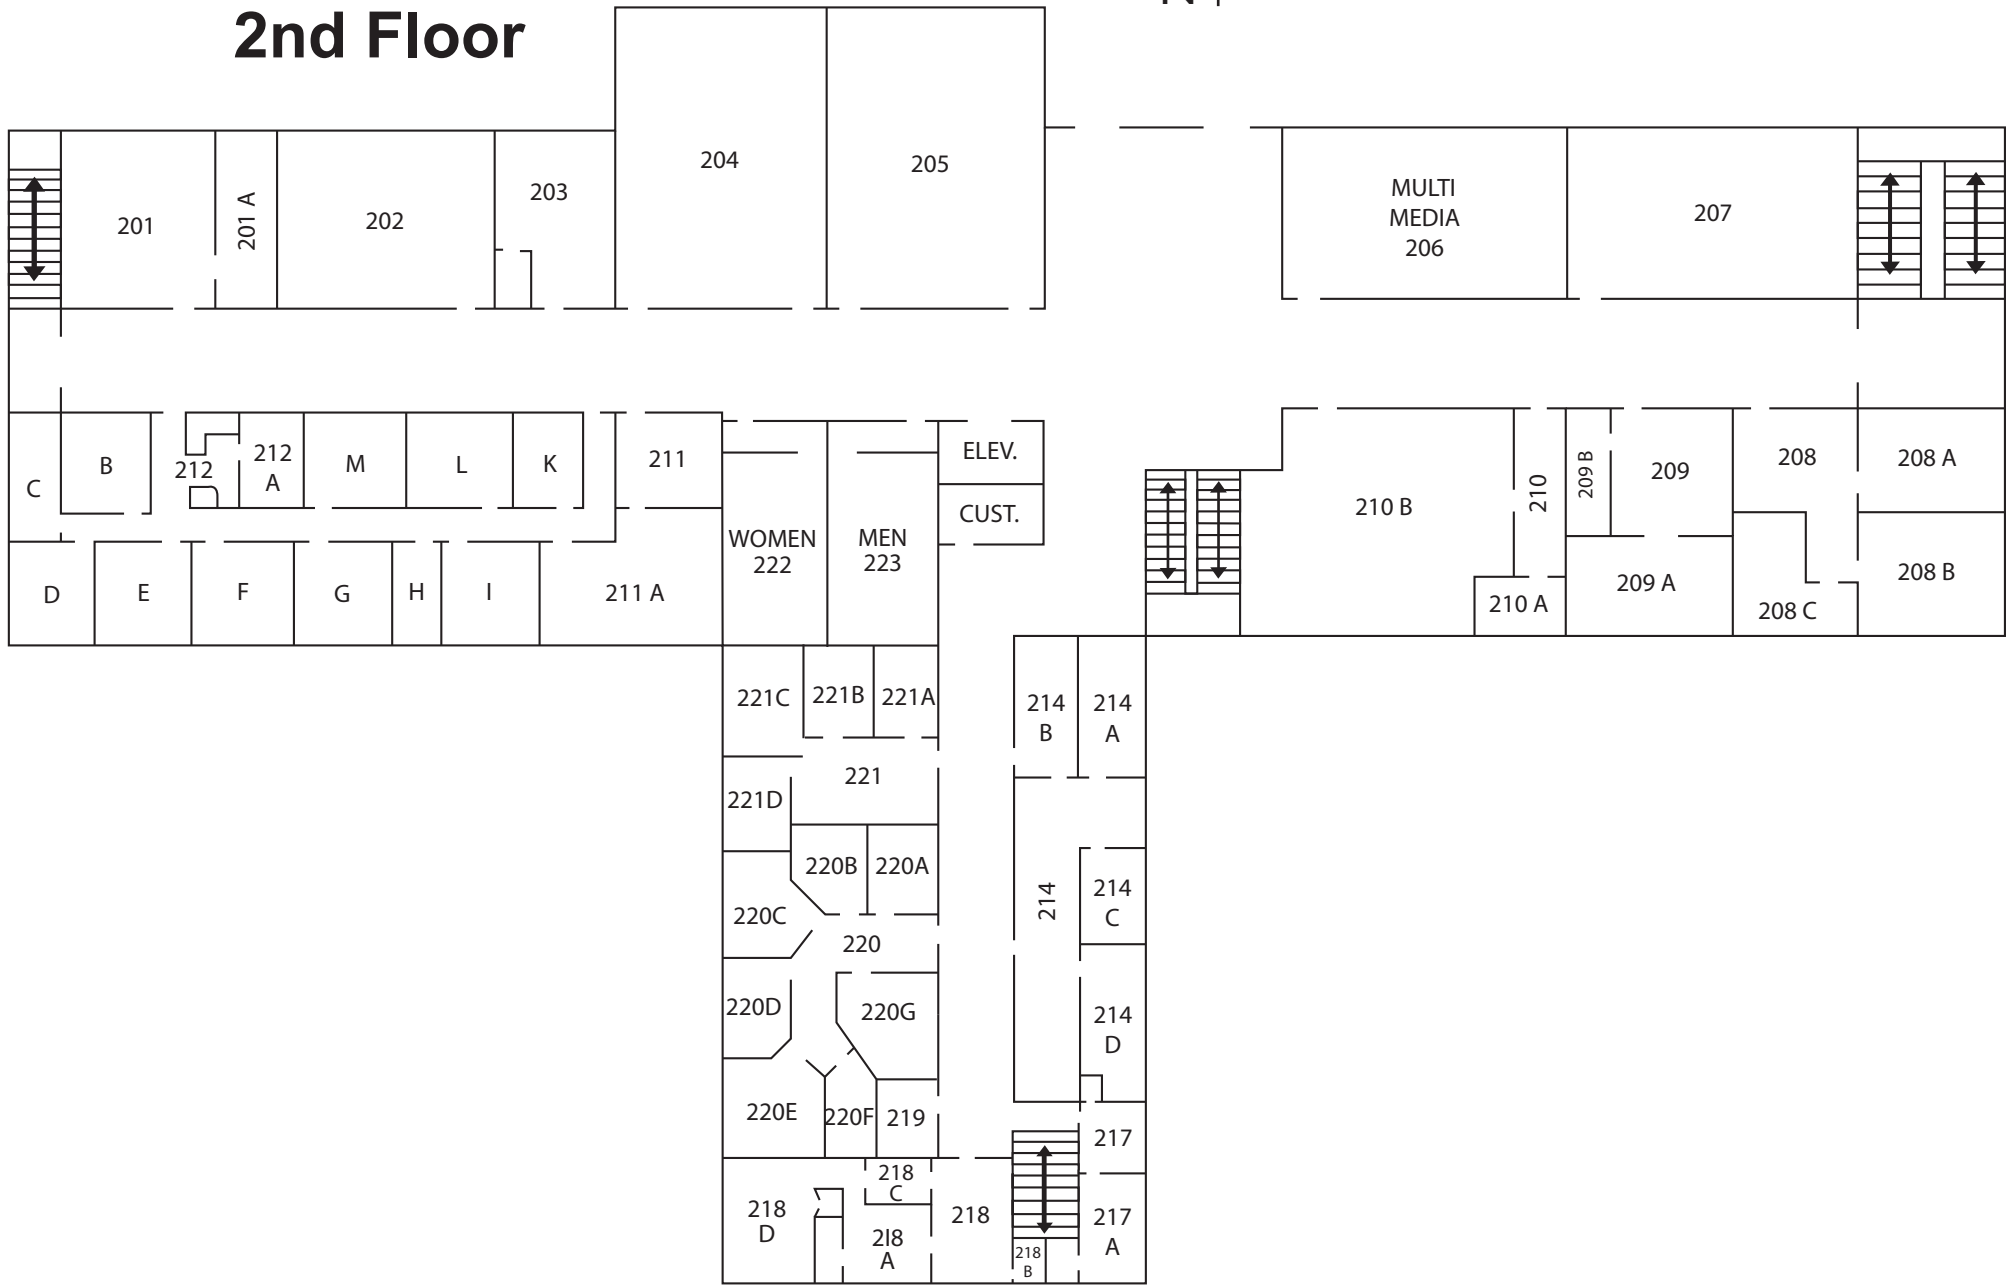 2nd Floor
201
201 A
202
203
204
205
MULTI
MEDIA
206
207
C
B
212
212
A
M
L
K
211
ELEV.
CUST.
WOMEN
222
MEN
223
D
E
F
G
H
I
211 A
210 B
210
210 A
209 B
209
209 A
208
208 A
208 B
208 C
221C
221B
221A
221
221D
220B
220A
220C
220
220D
220G
220E
220F
219
214
B
214
A
214
214
C
214
D
217
217
A
218
C
218
D
2I8
A
218
218
B